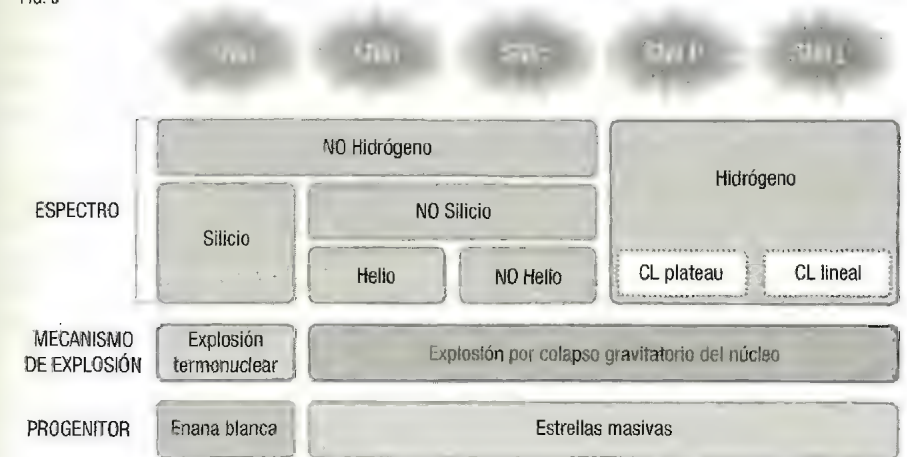 NO Hidrógeno
Hidrógeno
ESPECTRO
Silicio
NO Silicio
Helio
NO Helio
CL plateau
CL lineal
MECANISMO
DE EXPLOSIÓN
Explosión
termonuclear
Explosión por colapso gravitatorio del núcleo
PROGENITOR
Enana blanca
Estrellas masivas